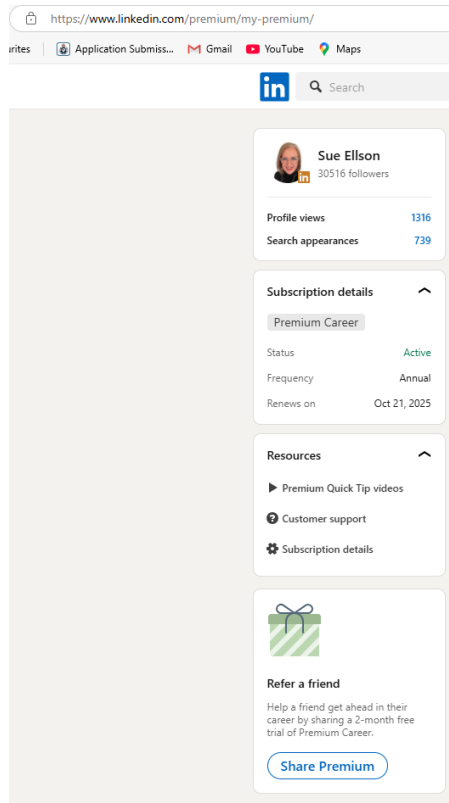 https://www.linkedin.com/premium/my-premium/
urites
Application Submiss...
Gmail
YouTube
Maps
in
Search
Sue Ellson
in
30516 followers
Profile views 1316
Search appearances 739
Subscription details
Premium Career
Status Active
Frequency Annual
Renews on Oct 21, 2025
Resources
Premium Quick Tip videos
Customer support
Subscription details
Refer a friend
Help a friend get ahead in their
career by sharing a 2-month free
trial of Premium Career.
Share Premium